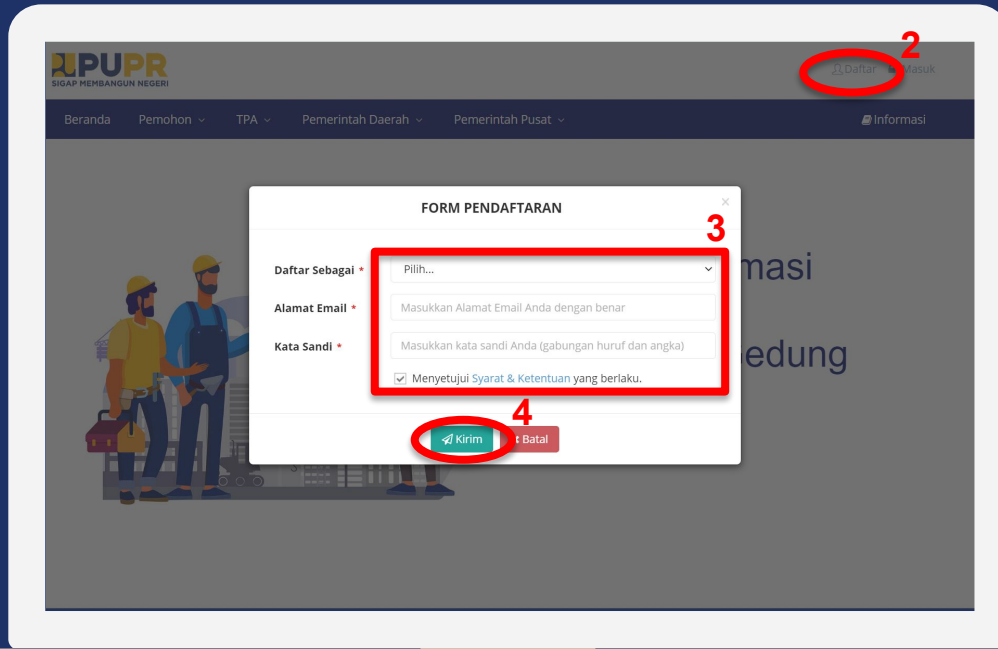 2
PUPR
SIGAP MEMBANGUN NEGERI
Daftar Masuk
Beranda Pemohon TPA Pemerintah Daerah Pemerintah Pusat Informasi
FORM PENDAFTARAN ×
3
Daftar Sebagai * Pilih...
masi
Alamat Email * Masukkan Alamat Email Anda dengan benar
Kata Sandi * Masukkan kata sandi Anda (gabungan huruf dan angka)
edung
Menyetujui Syarat & Ketentuan yang berlaku.
4
Kirim Batal